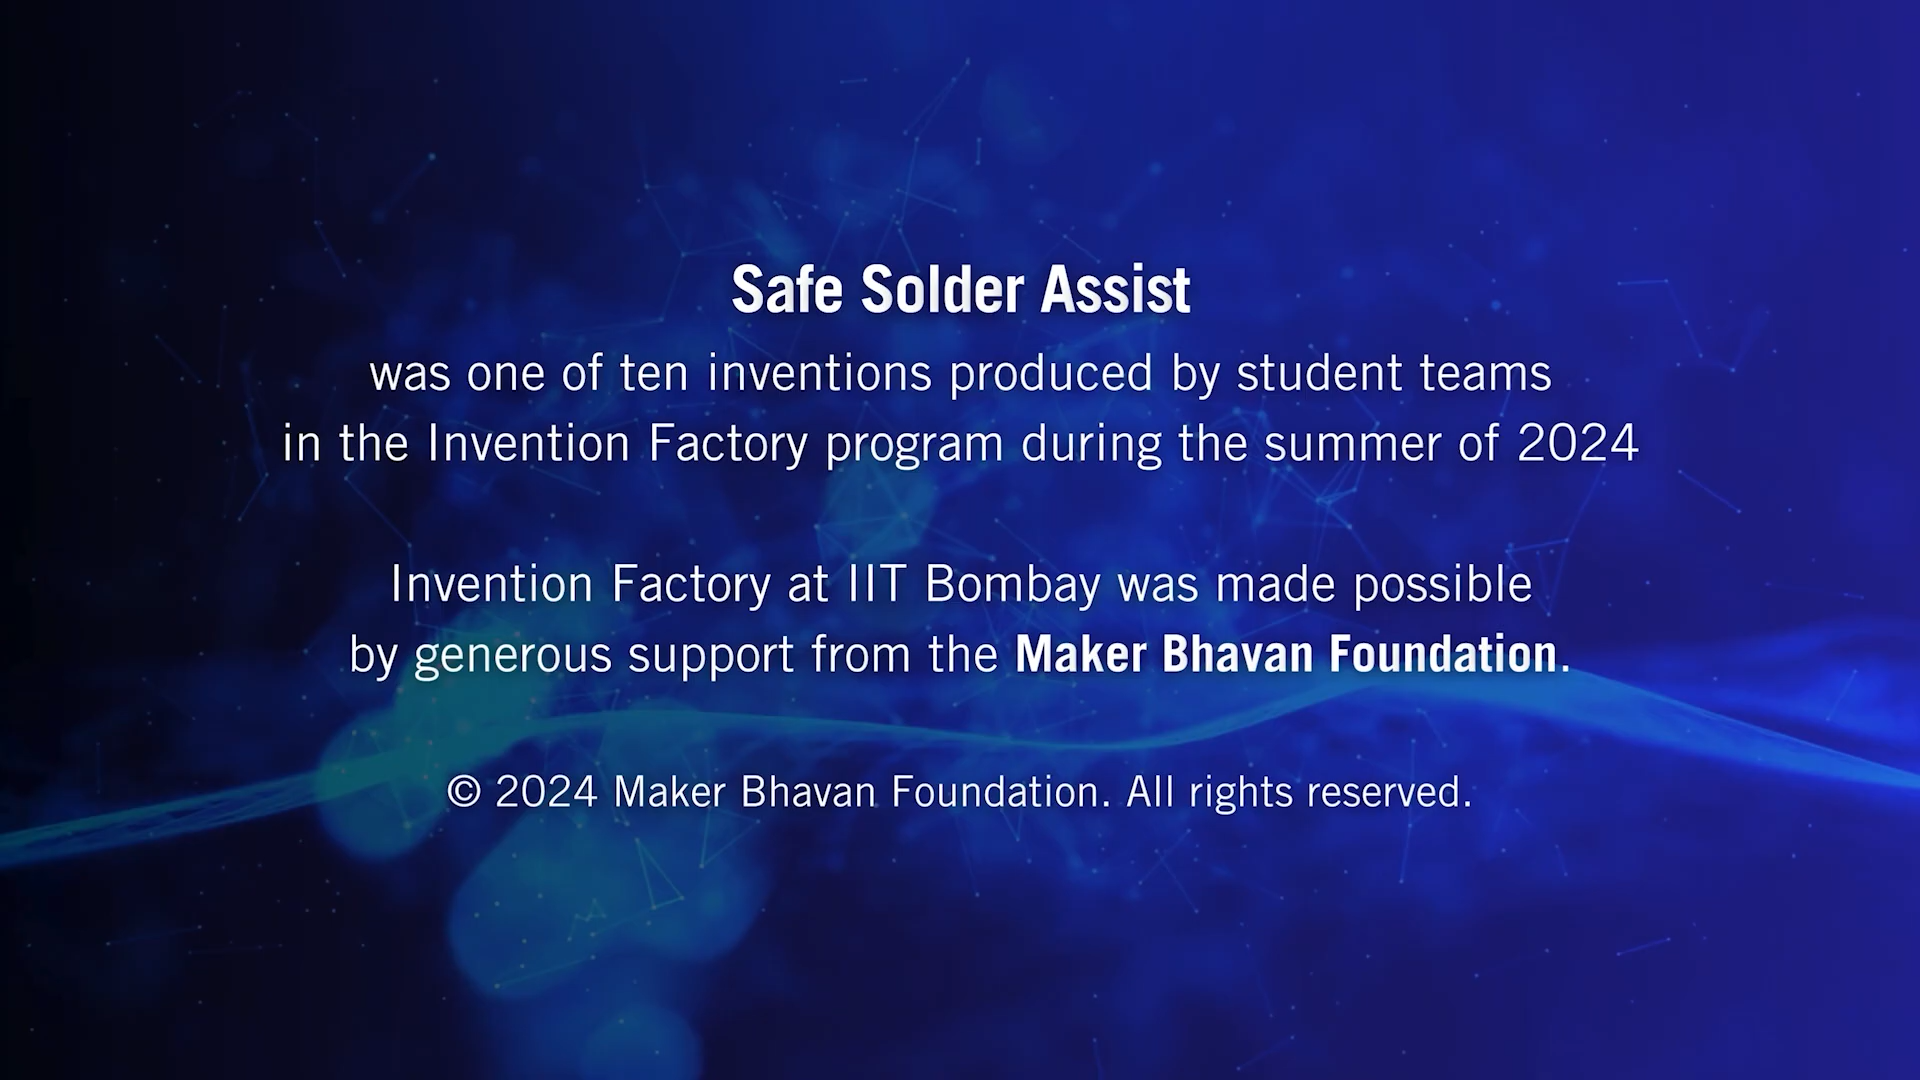 Safe Solder Assist
was one of ten inventions produced by student teams
in the Invention Factory program during the summer of 2024
Invention Factory at IIT Bombay was made possible
by generous support from the Maker Bhavan Foundation.
© 2024 Maker Bhavan Foundation. All rights reserved.